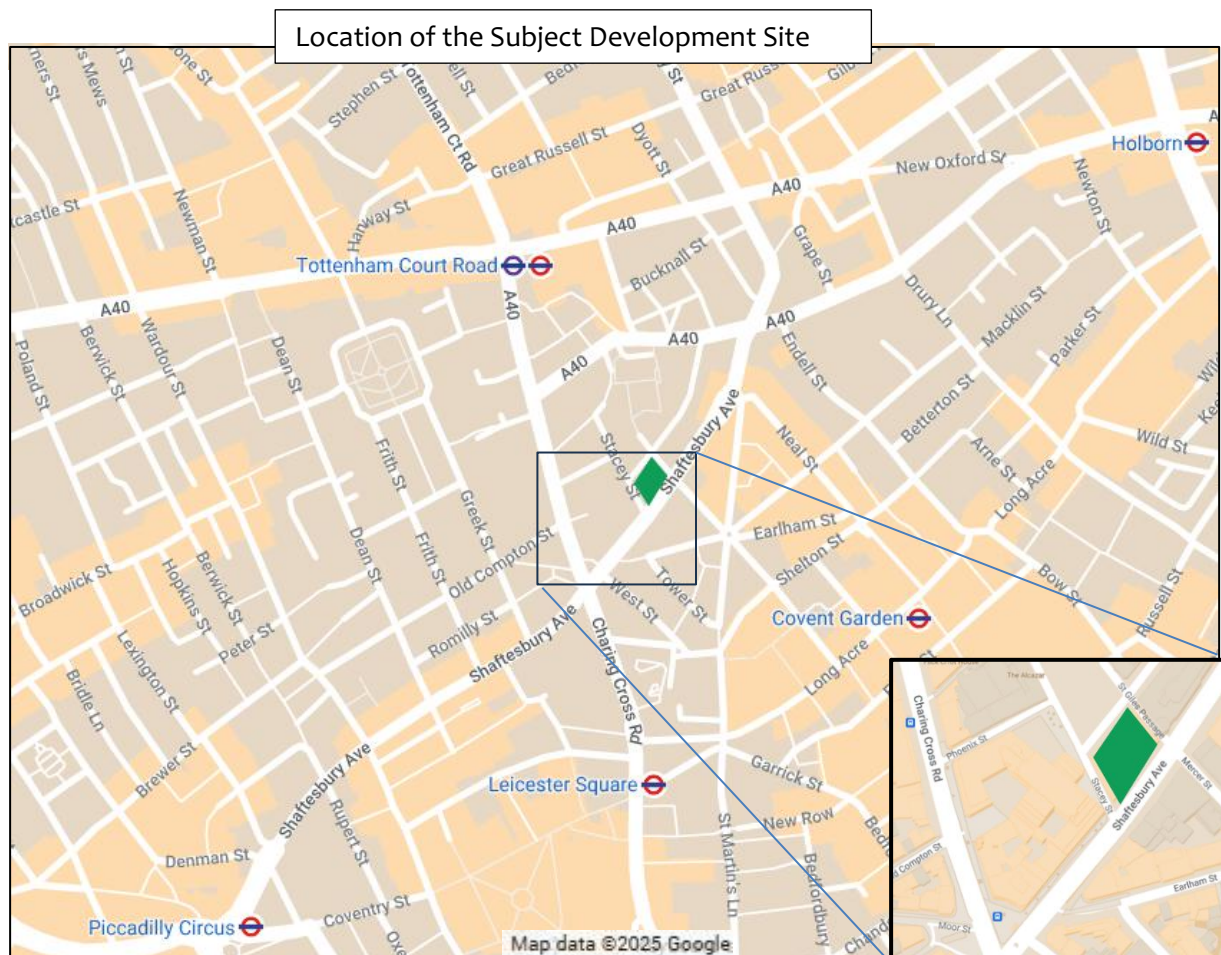 Location of the Subject Development Site
Stephen St
Tottenham Ct Rd
Great Russell St
Dyott St
Holborn
New Oxford St
A40
Newton St
Newman St
Hanway St
A40
Grape St
Tottenham Court Road
Bucknall St
A40
Drury Ln
Macklin St
A40
Parker St
A40
A40
A40
Endell St
Poland St
Berwick St
Wardour St
Dean St
Betterton St
Shaftesbury Ave
Stacey St
Neal St
Arne St
Wild St
Frith St
Greek St
Long Acre
Earlham St
Old Compton St
Shelton St
Dean St
Frith St
Broadwick St
Hopkins St
Berwick St
Tower St
West St
Bow St
Russell St
Peter St
Romilly St
Covent Garden
Lexington St
Shaftesbury Ave
Charing Cross Rd
Long Acre
Bridle Ln
Brewer St
Shaftesbury Ave
Leicester Square
Garrick St
Rupert St
New Row
St Martin's Ln
Bedfordbury
Denman St
Piccadilly Circus
Coventry St
Map data ©2025 Google
The Alcazar
St Giles Passage
Charing Cross Rd
Phoenix St
Mercer St
Stacey St
Shaftesbury Ave
Compton St
Earlham St
Moor St